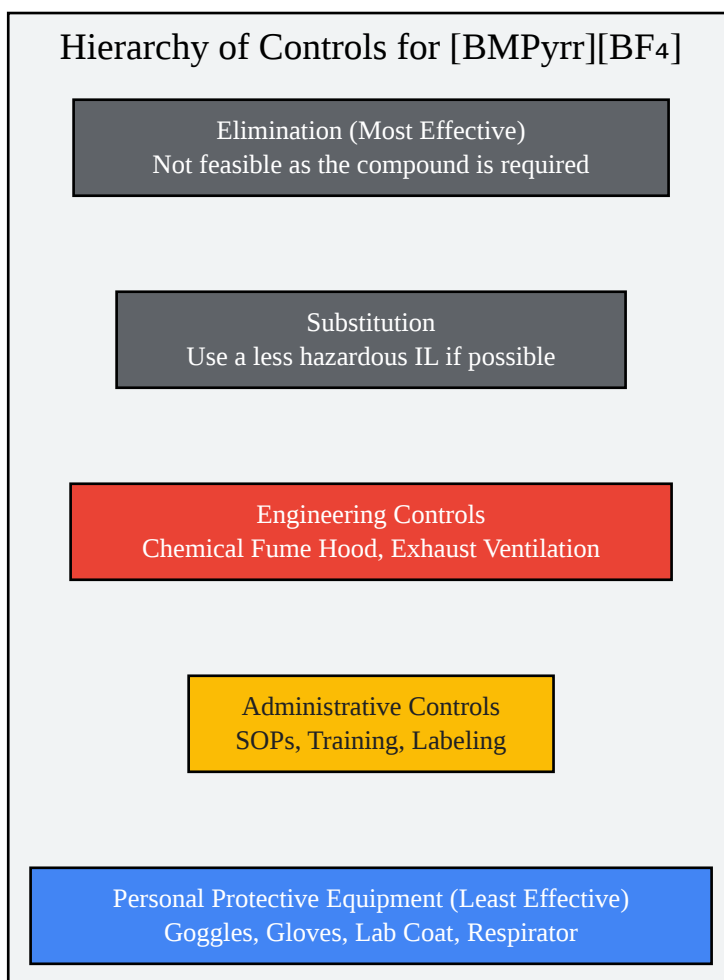 Hierarchy of Controls for [BMPyrr][BF₄]
Elimination (Most Effective)
Not feasible as the compound is required
Substitution
Use a less hazardous IL if possible
Engineering Controls
Chemical Fume Hood, Exhaust Ventilation
Administrative Controls
SOPs, Training, Labeling
Personal Protective Equipment (Least Effective)
Goggles, Gloves, Lab Coat, Respirator